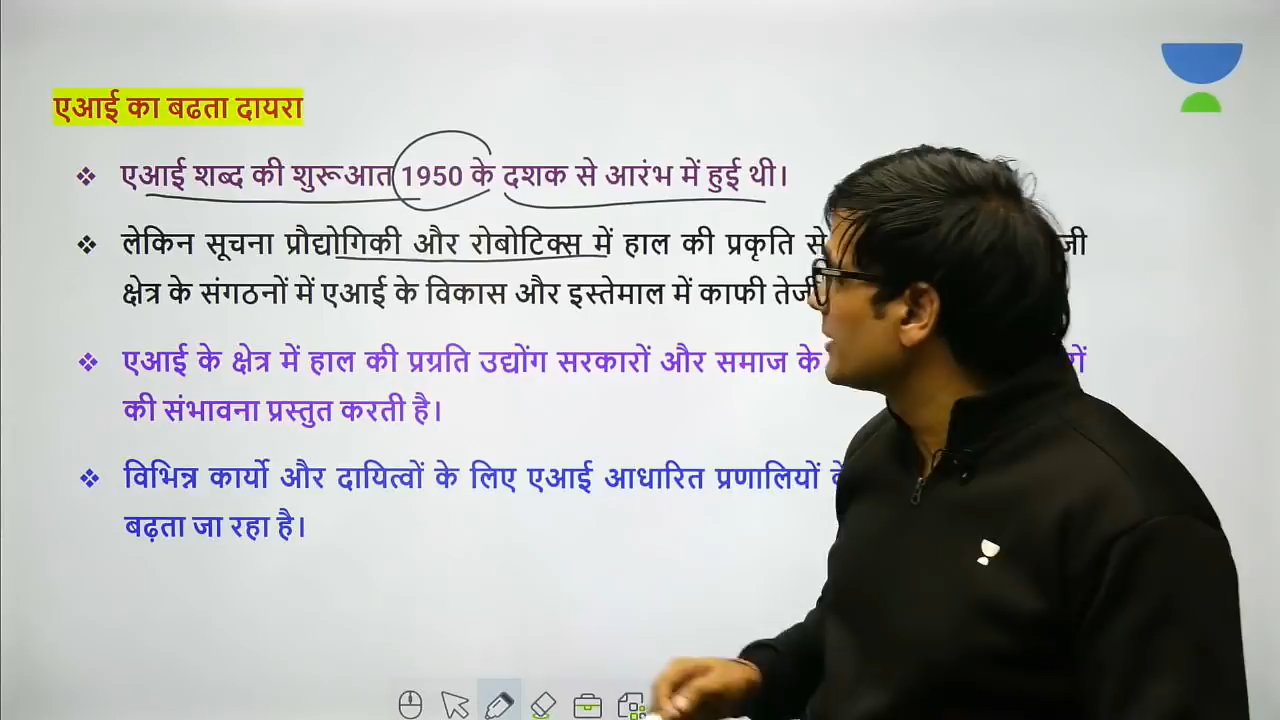 एआई का बढता दायरा
❖ एआई शब्द की शुरूआत 1950 के दशक से आरंभ में हुई थी।
❖ लेकिन सूचना प्रौद्योगिकी और रोबोटिक्स में हाल की प्रकृति से
क्षेत्र के संगठनों में एआई के विकास और इस्तेमाल में काफी
❖ एआई के क्षेत्र में हाल की प्रग्रति उद्योंग सरकारों और समाज के
की संभावना प्रस्तुत करती है।
❖ विभिन्न कार्यो और दायित्वों के लिए एआई आधारित प्रणालियों
बढ़ता जा रहा है।